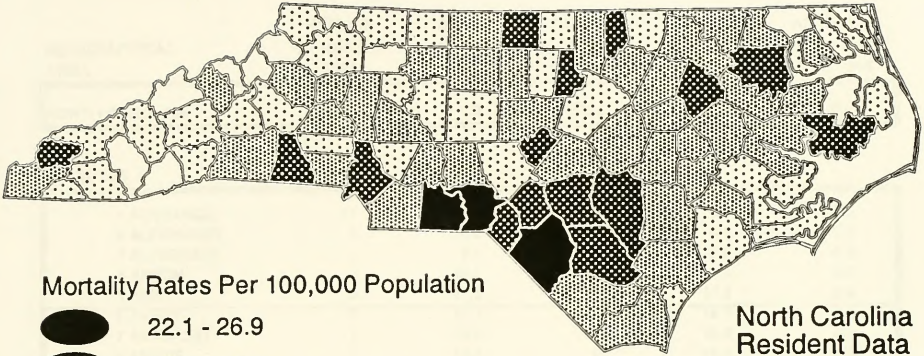 Mortality Rates Per 100,000 Population
22.1 - 26.9
North Carolina
Resident Data